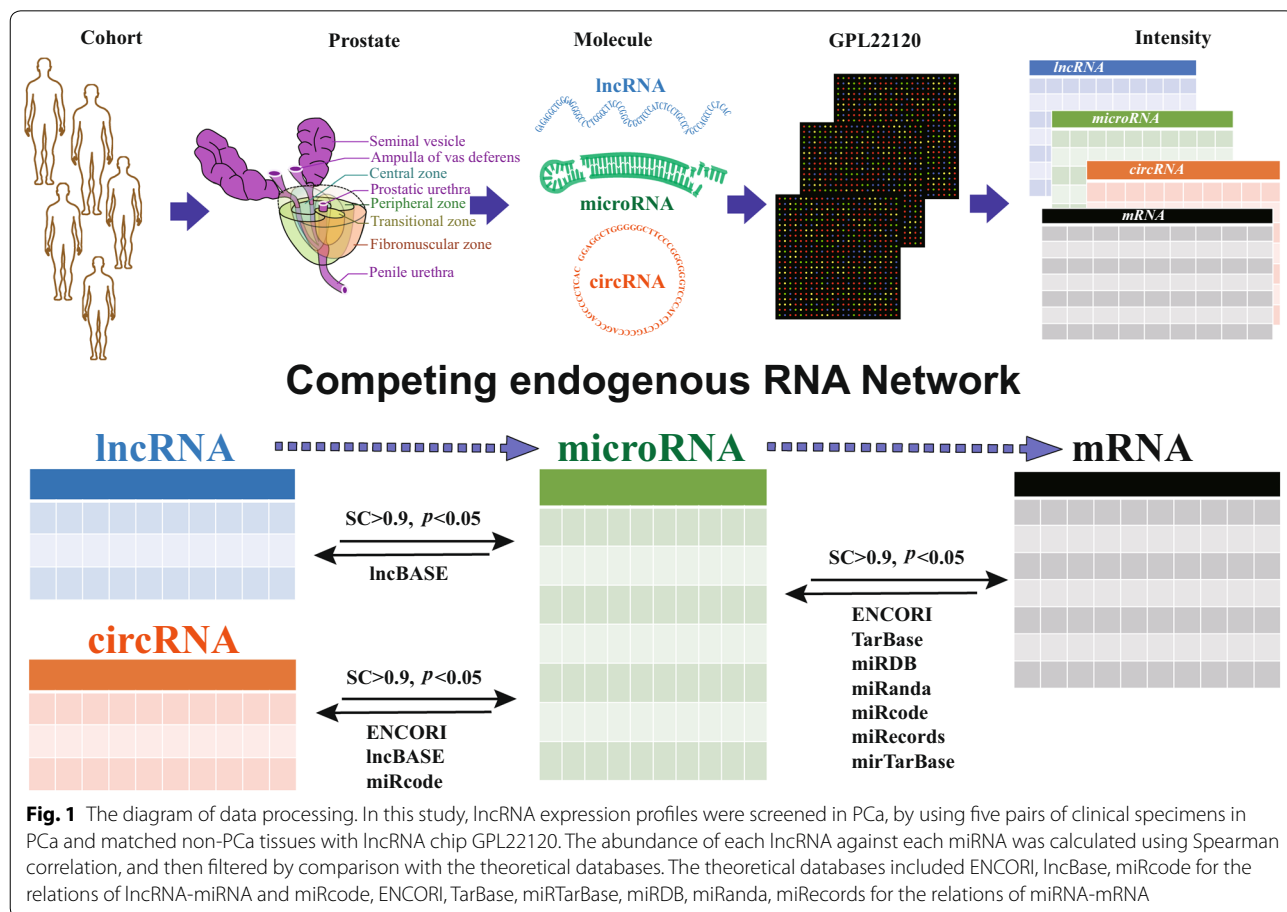 Cohort
Prostate
Molecule
GPL22120
Intensity
Seminal vesicle
Ampulla of vas deferens
Central zone
Prostatic urethra
Peripheral zone
Transitional zone
Fibromuscular zone
Penile urethra
lncRNA
microRNA
circRNA
lncRNA
microRNA
circRNA
mRNA
Competing endogenous RNA Network
lncRNA
microRNA
mRNA
SC>0.9, p<0.05
lncBASE
circRNA
SC>0.9, p<0.05
ENCORI
lncBASE
miRcode
SC>0.9, p<0.05
ENCORI
TarBase
miRDB
miRanda
miRcode
miRecords
mirTarBase
Fig. 1 The diagram of data processing. In this study, lncRNA expression profiles were screened in PCa, by using five pairs of clinical specimens in
PCa and matched non-PCa tissues with lncRNA chip GPL22120. The abundance of each lncRNA against each miRNA was calculated using Spearman
correlation, and then filtered by comparison with the theoretical databases. The theoretical databases included ENCORI, lncBase, miRcode for the
relations of lncRNA-miRNA and miRcode, ENCORI, TarBase, miRTarBase, miRDB, miRanda, miRecords for the relations of miRNA-mRNA